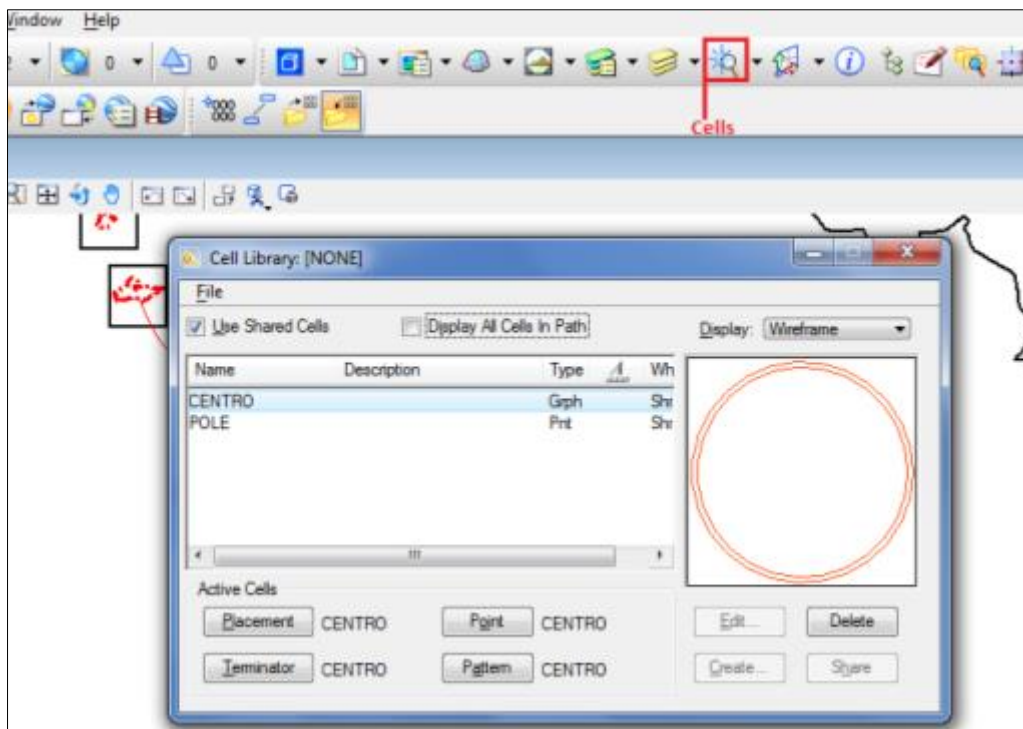 Window Help
0 0
Cells
Cell Library: [NONE]
File
Use Shared Cells Display All Cells In Path Display: Wireframe
Name Description Type Wh
CENTRO Grph Shr
POLE Pnt Shr
Active Cells
Placement CENTRO Point CENTRO Edit... Delete
Terminator CENTRO Pattern CENTRO Create... Share